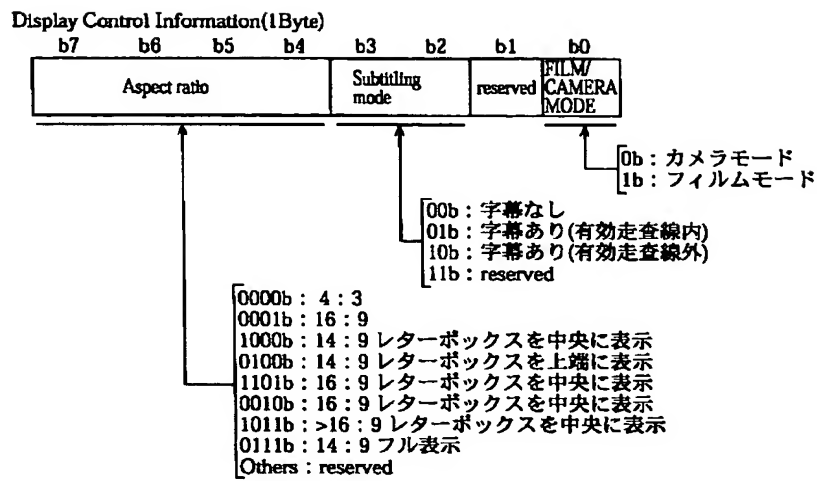 Display Control Information(1Byte)
b7 b6 b5 b4 b3 b2 b1 b0
Aspect ratio
Subtitling
mode
reserved
FILM/
CAMERA
MODE
0b : カメラモード
1b : フィルムモード
00b : 字幕なし
01b : 字幕あり(有効走査線内)
10b : 字幕あり(有効走査線外)
11b : reserved
0000b : 4 : 3
0001b : 16 : 9
1000b : 14 : 9 レターボックスを中央に表示
0100b : 14 : 9 レターボックスを上端に表示
1101b : 16 : 9 レターボックスを中央に表示
0010b : 16 : 9 レターボックスを中央に表示
1011b : >16 : 9 レターボックスを中央に表示
0111b : 14 : 9 フル表示
Others : reserved